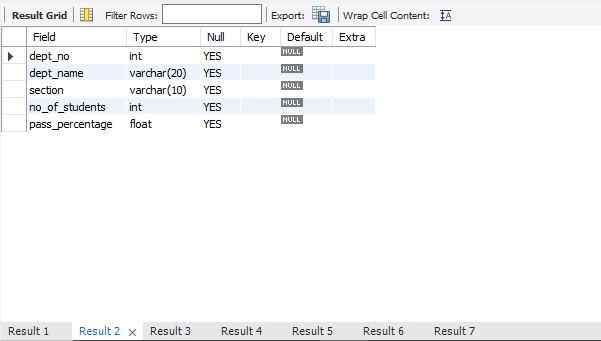 Result Grid Filter Rows: Export: Wrap Cell Content: IA
Field Type Null Key Default Extra
dept_no int YES NULL
dept_name varchar(20) YES NULL
section varchar(10) YES NULL
no_of_students int YES NULL
pass_percentage float YES NULL
Result 1 Result 2 × Result 3 Result 4 Result 5 Result 6 Result 7